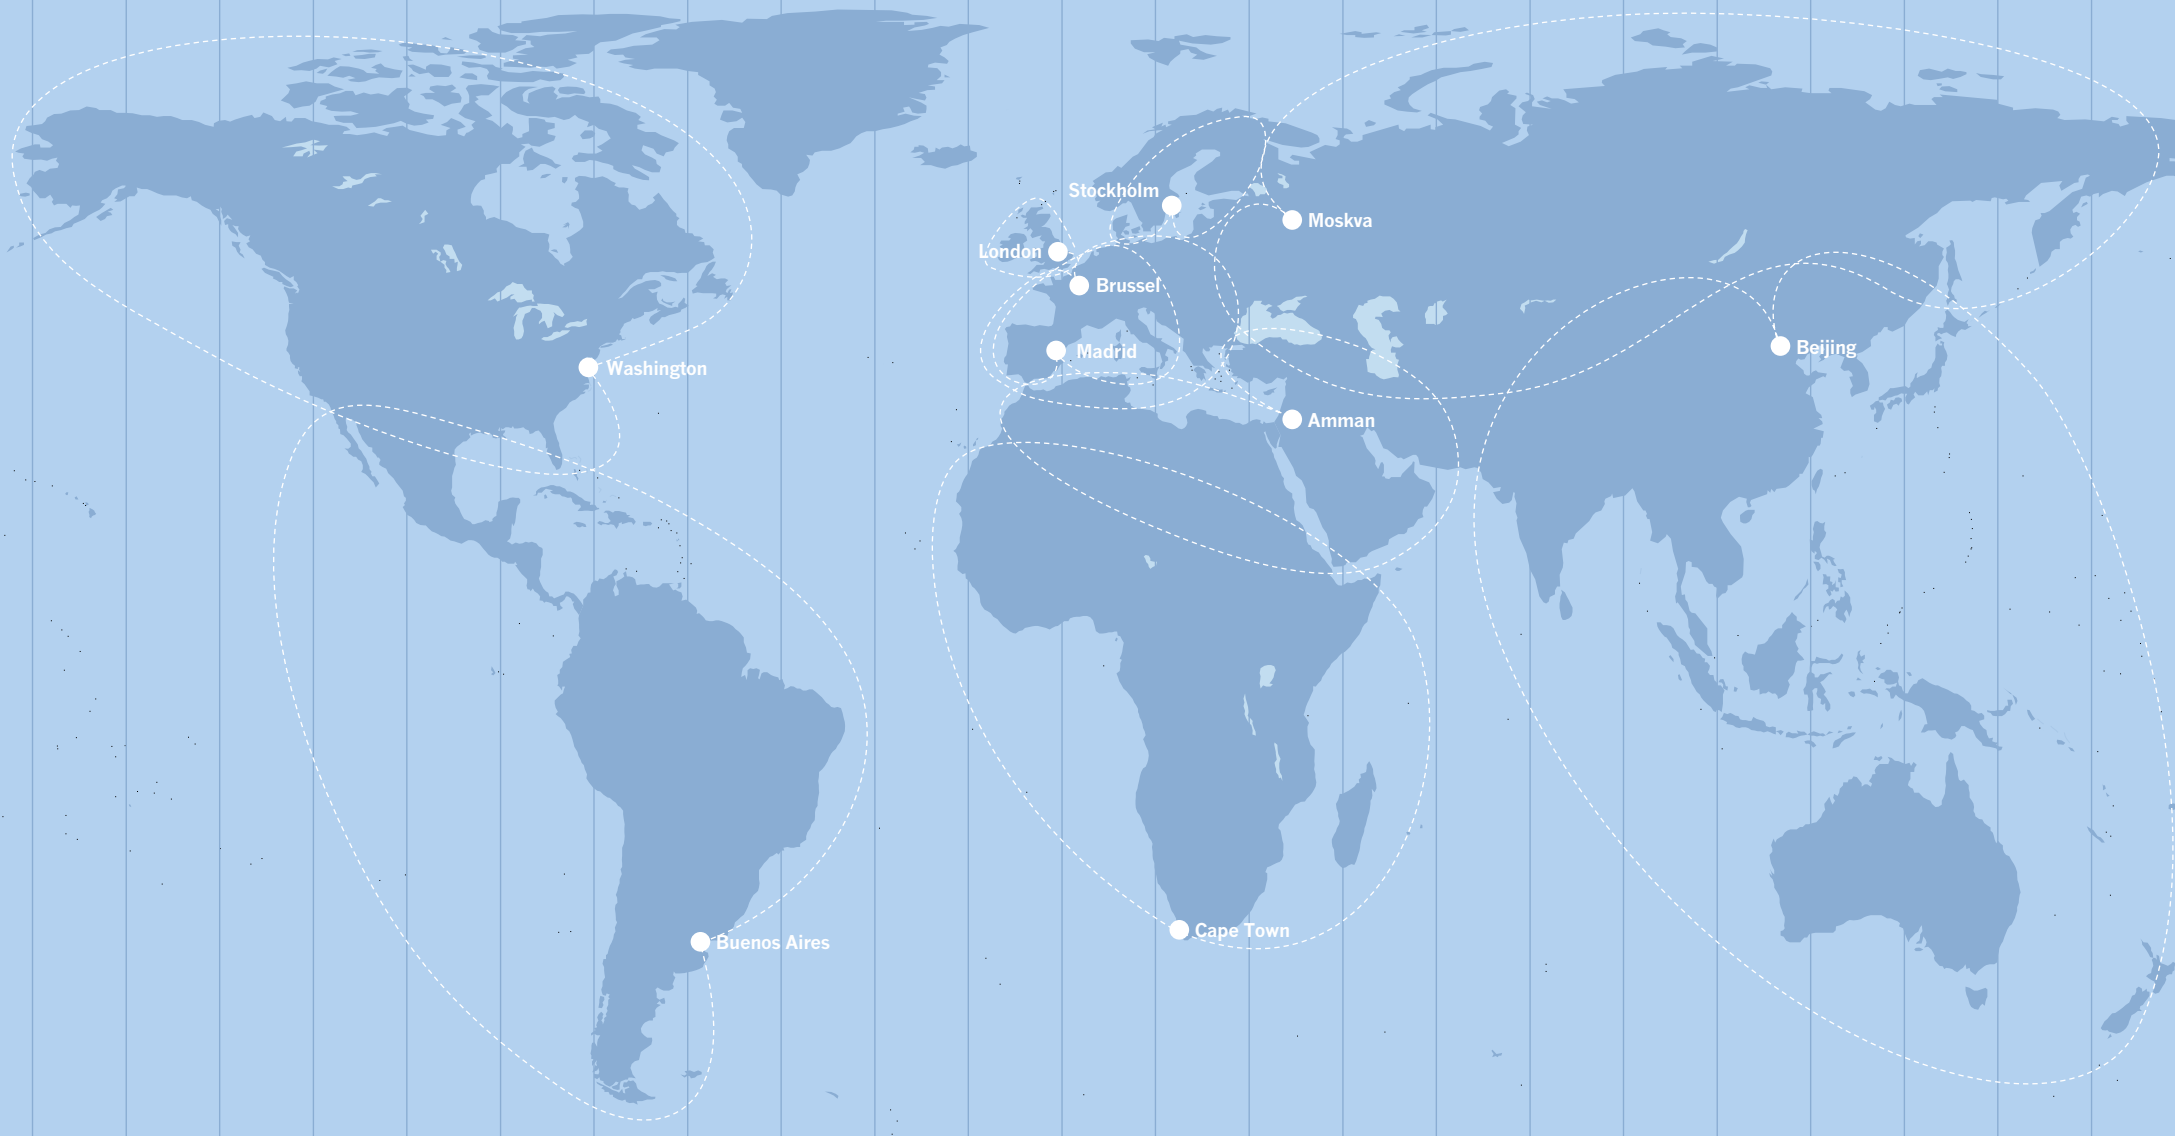 Stockholm
Moskva
London
Brussel
Madrid
Beijing
Washington
Amman
Cape Town
Buenos Aires